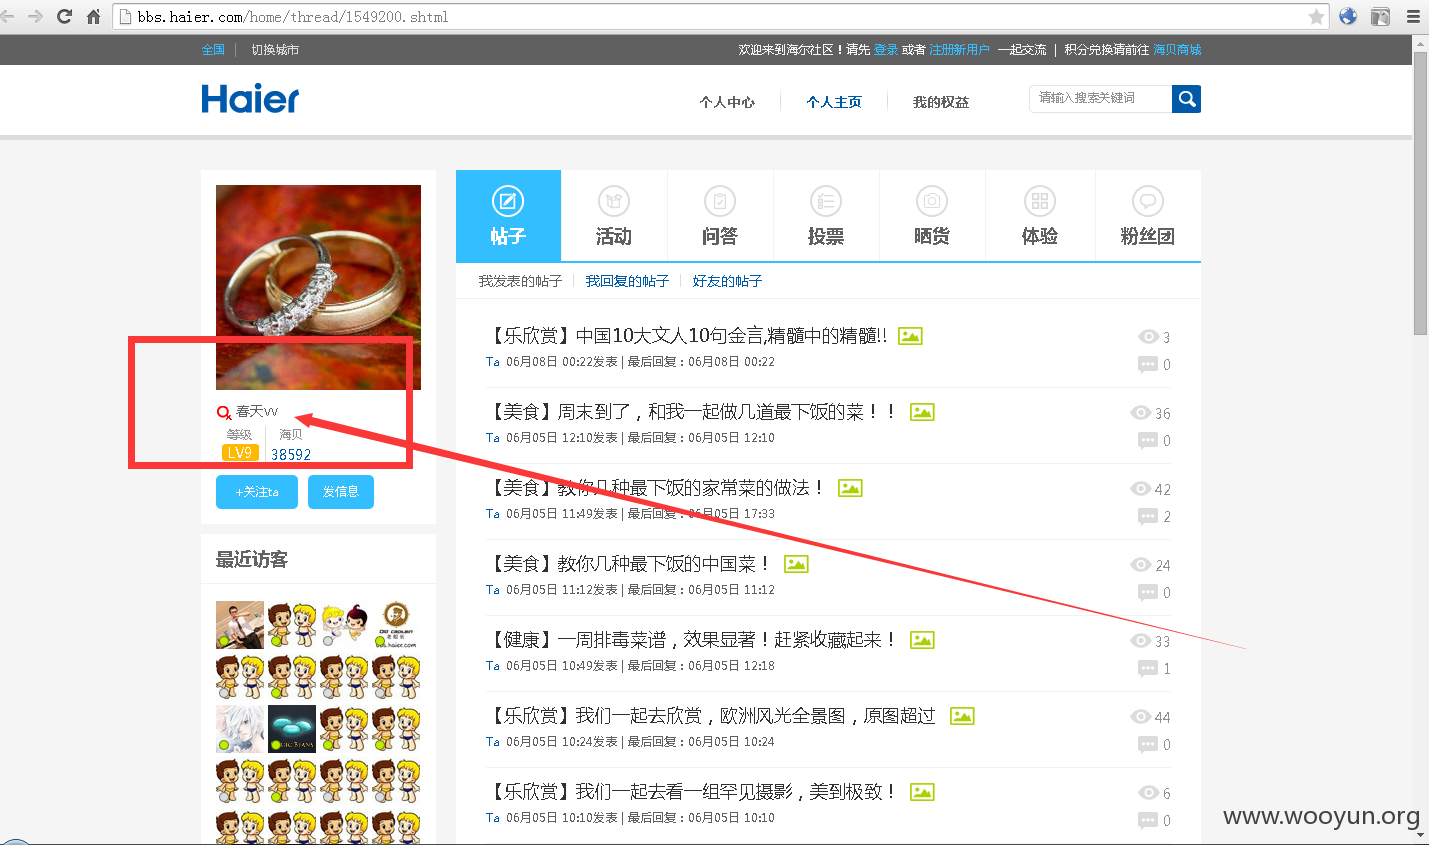 bbs.haier.com/home/thread/1549200.shtml
全国 | 切换城市
欢迎来到海尔社区！请先 登录 或者 注册新用户 一起交流 | 积分兑换请前往 海贝商城
Haier
个人中心
个人主页
我的权益
请输入搜索关键词
帖子
活动
问答
投票
晒货
体验
粉丝团
我发表的帖子
我回复的帖子
好友的帖子
【乐欣赏】中国10大文人10句金言,精髓中的精髓!!
3
Ta 06月08日 00:22发表 | 最后回复：06月08日 00:22
0
【美食】周末到了，和我一起做几道最下饭的菜！！
36
Ta 06月05日 12:10发表 | 最后回复：06月05日 12:10
0
春天vv
等级
海贝
LV9
38592
+关注ta
发信息
【美食】教你几种最下饭的家常菜的做法！
42
Ta 06月05日 11:49发表 | 最后回复：06月05日 17:33
2
最近访客
【美食】教你几种最下饭的中国菜！
24
Ta 06月05日 11:12发表 | 最后回复：06月05日 11:12
0
【健康】一周排毒菜谱，效果显著！赶紧收藏起来！
33
Ta 06月05日 10:49发表 | 最后回复：06月05日 12:18
1
【乐欣赏】我们一起去欣赏，欧洲风光全景图，原图超过
44
Ta 06月05日 10:24发表 | 最后回复：06月05日 10:24
0
【乐欣赏】我们一起去看一组罕见摄影，美到极致！
6
Ta 06月05日 10:10发表 | 最后回复：06月05日 10:10
0
www.wooyun.org